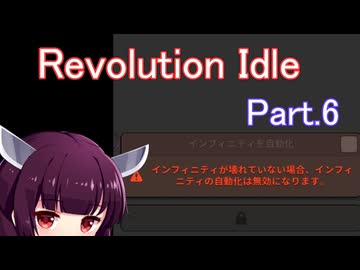 Revolution Idle
Part.6
インフィニティを自動化
インフィニティが壊れていない場合、インフィ
ニティの自動化は無効になります。